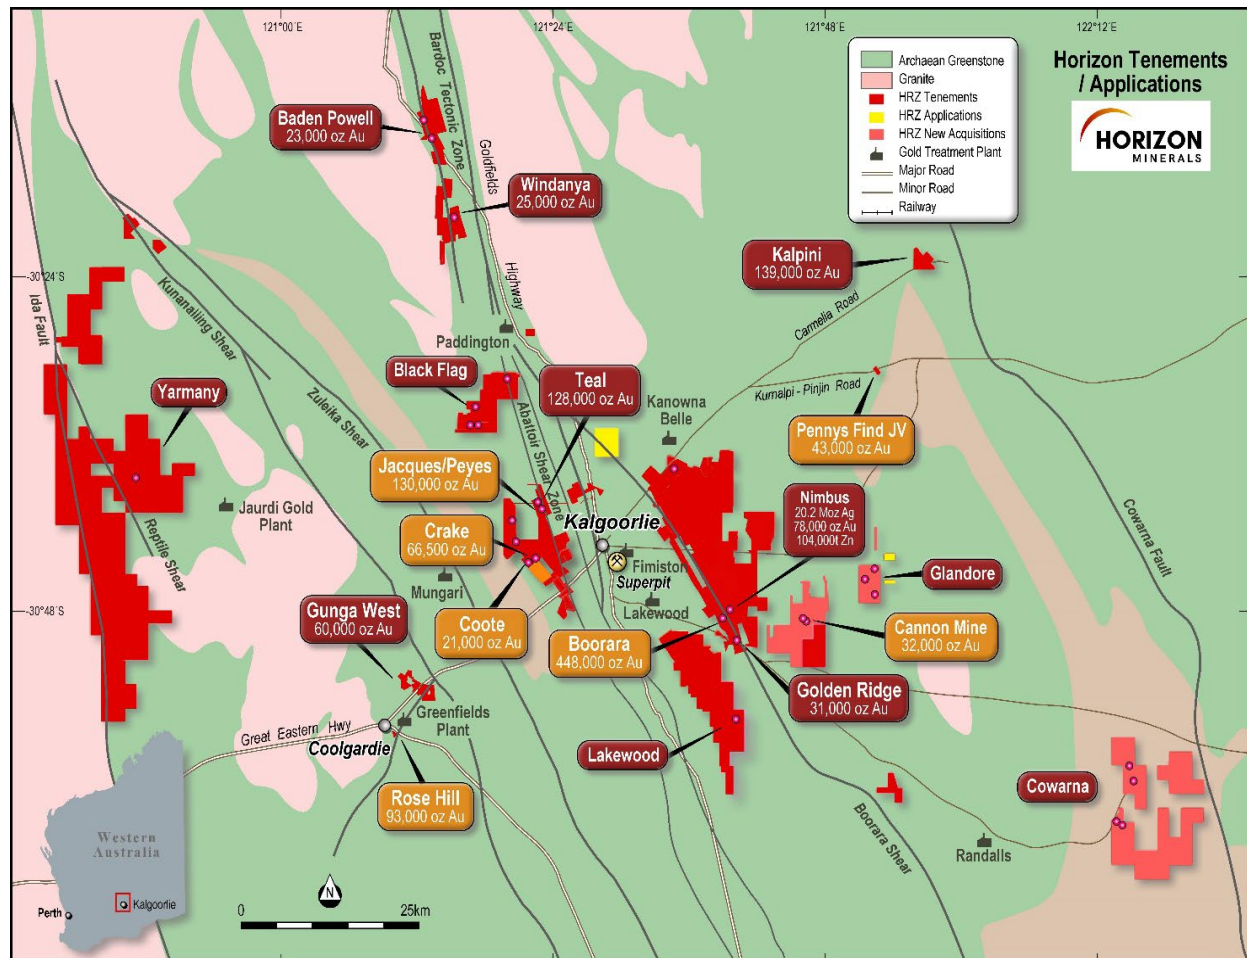 121°00'E
121°24'E
121°48'E
122°12'E
Horizon Tenements
/ Applications
HORIZON
MINERALS
Archaean Greenstone
Granite
HRZ Tenements
HRZ Applications
HRZ New Acquisitions
Gold Treatment Plant
Major Road
Minor Road
Railway
Bardoc Tectonic Zone
Goldfields
Highway
Baden Powell
23,000 oz Au
Windanya
25,000 oz Au
Kalpini
139,000 oz Au
-30°24'S
Ida Fault
Kunanalling Shear
Carmelia Road
Paddington
Black Flag
Teal
128,000 oz Au
Kurnalpi - Pinjin Road
Yarmany
Zuleika Shear
Abattoir Shear Zone
Kanowna
Belle
Pennys Find JV
43,000 oz Au
Jacques/Peyes
130,000 oz Au
Jaurdi Gold
Plant
Reptile Shear
Crake
66,500 oz Au
Kalgoorlie
Nimbus
20.2 Moz Ag
78,000 oz Au
104,000t Zn
Cowarna Fault
Fimiston
Superpit
Glandore
Mungari
Lakewood
-30°48'S
Gunga West
60,000 oz Au
Coote
21,000 oz Au
Boorara
448,000 oz Au
Cannon Mine
32,000 oz Au
Golden Ridge
31,000 oz Au
Greenfields
Plant
Great Eastern Hwy
Coolgardie
Lakewood
Rose Hill
93,000 oz Au
Cowarna
Boorara Shear
Randalls
Western
Australia
Perth
Kalgoorlie
N
0
25km